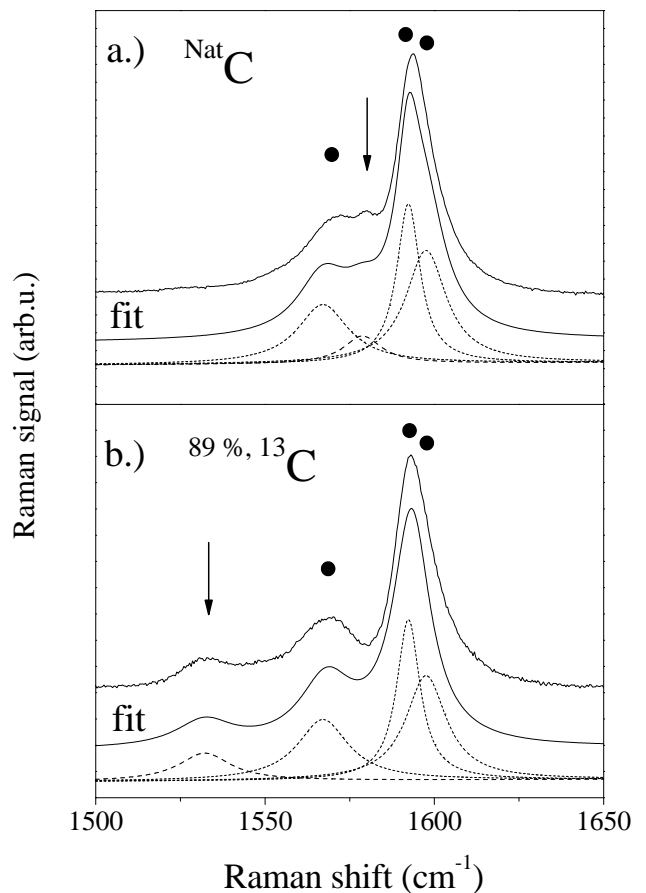 a.) NatC
fit
b.) 89 %, 13C
fit
Raman signal (arb.u.)
1500 1550 1600 1650
Raman shift (cm-1)